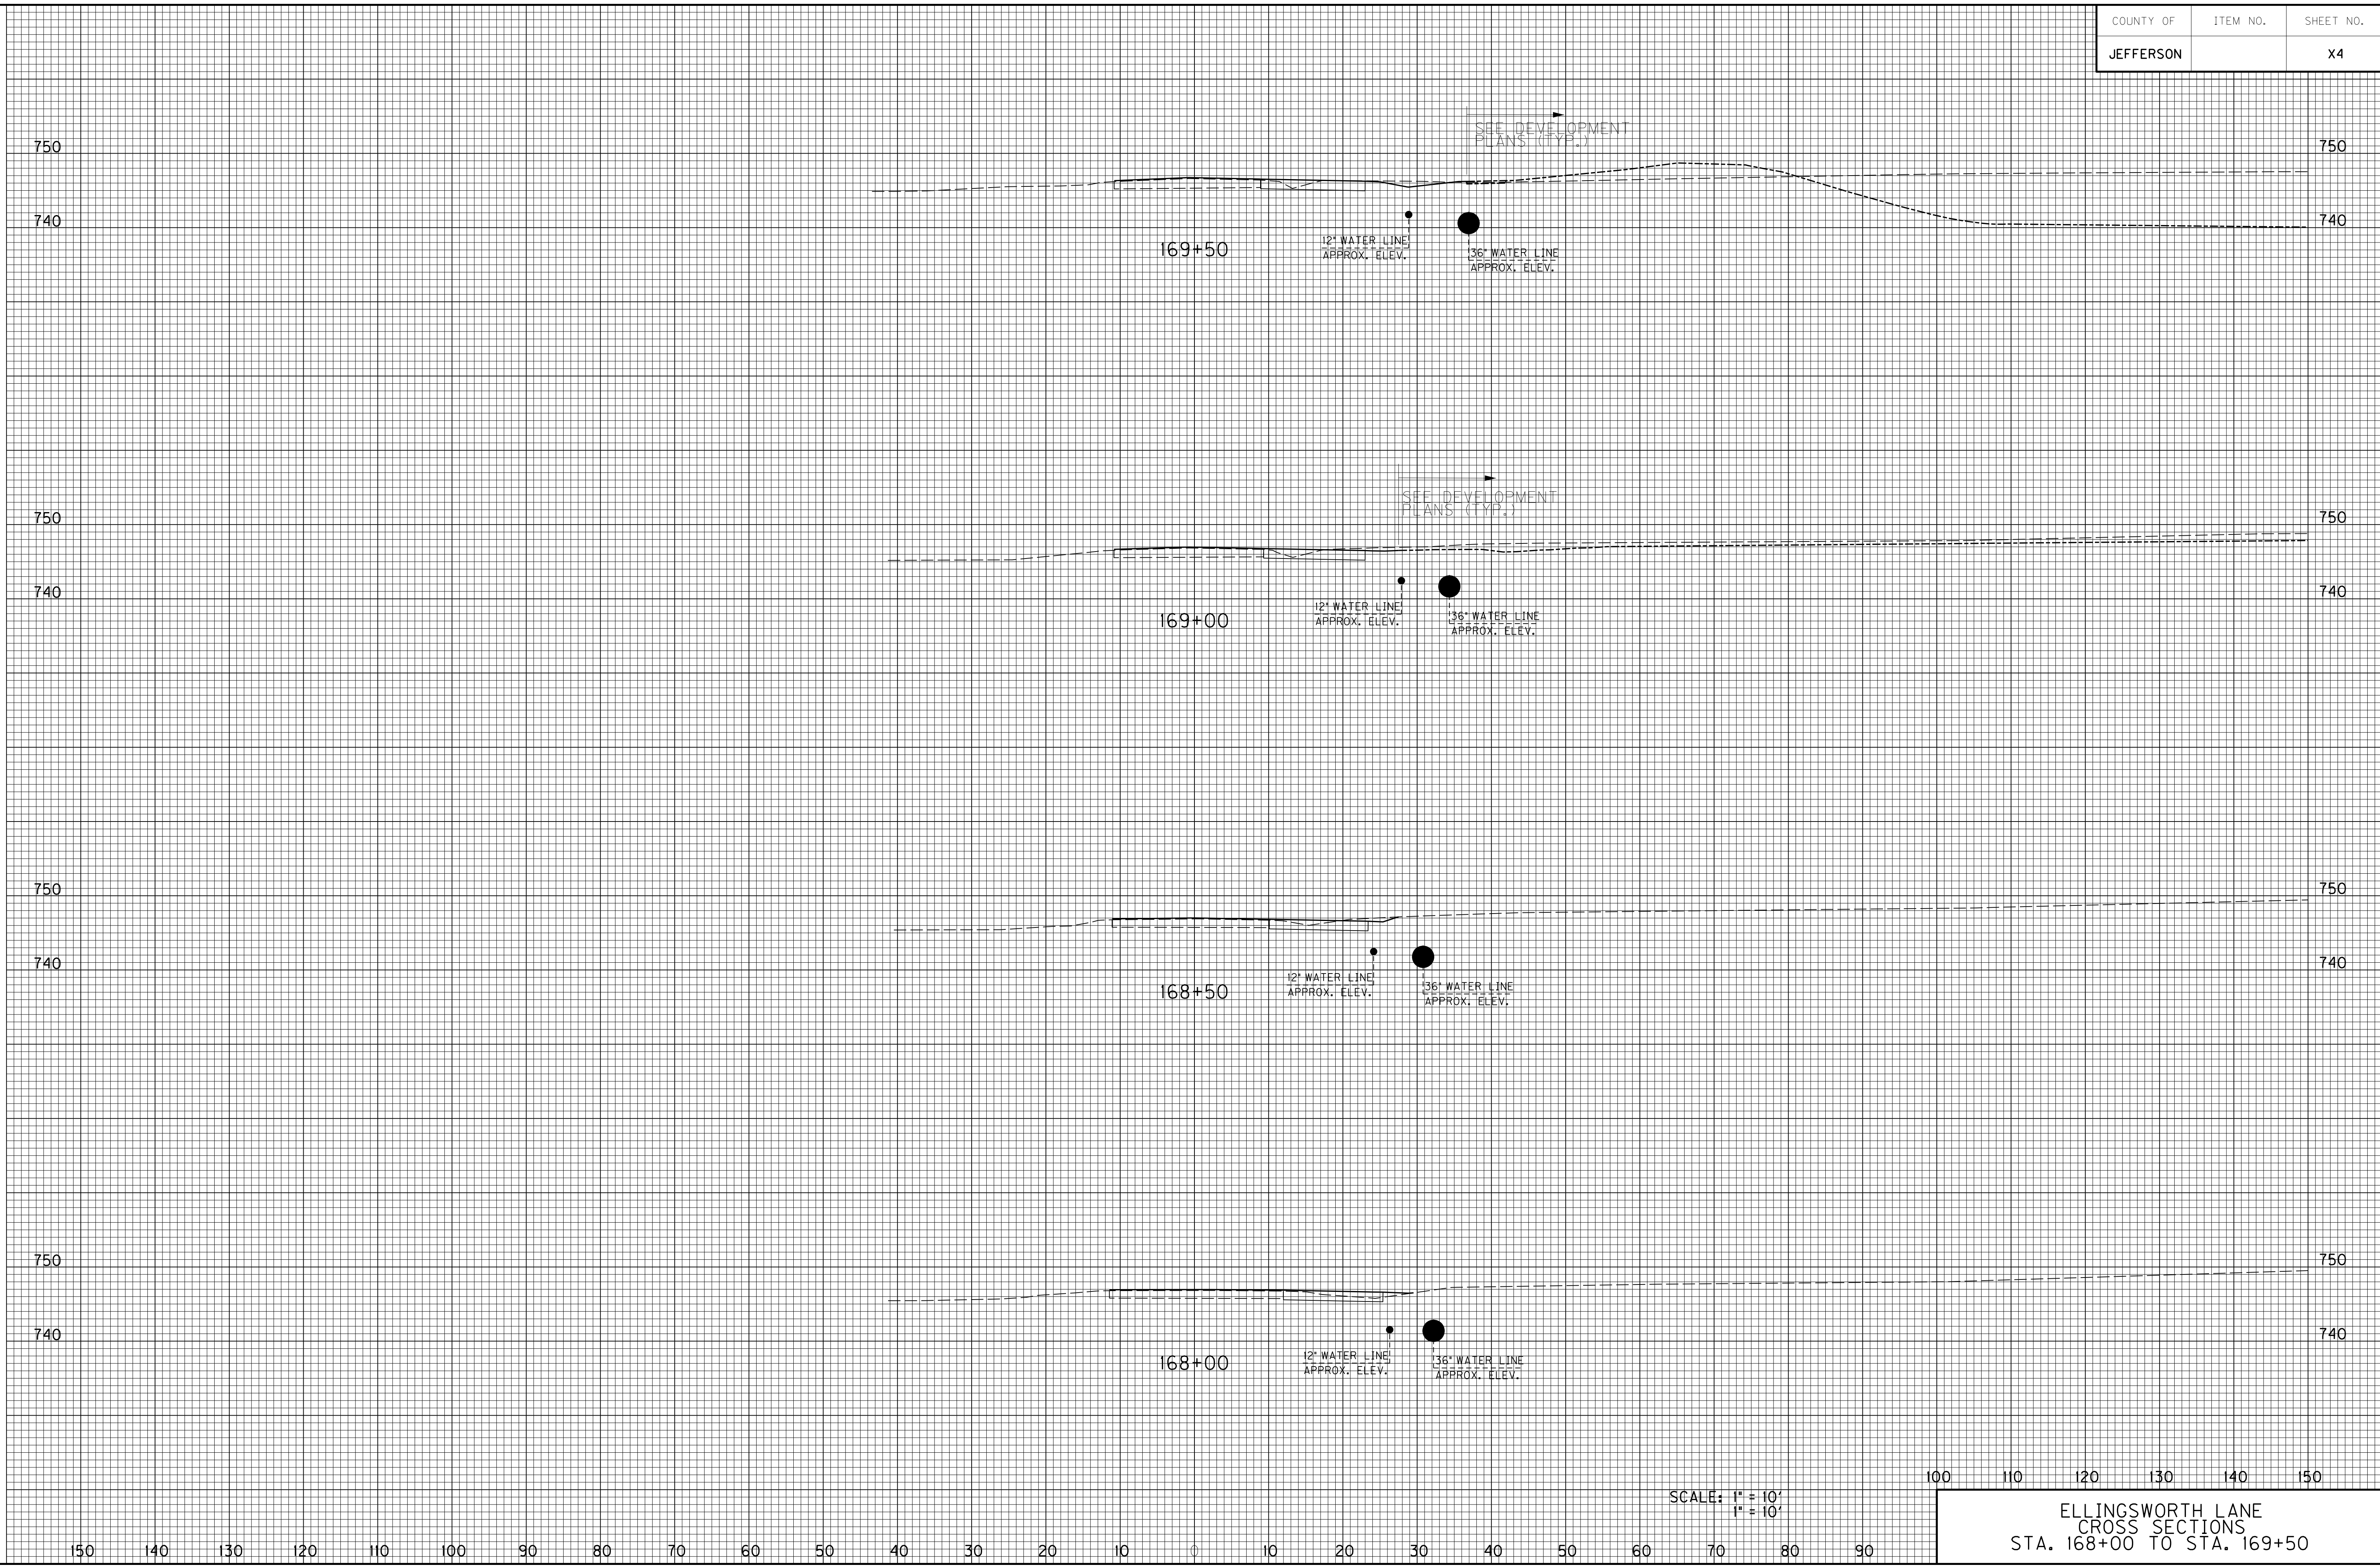 COUNTY OF ITEM NO. SHEET NO.
JEFFERSON X4
SEE DEVELOPMENT
PLANS (TYP.)
750 750
740 740
12" WATER LINE
APPROX. ELEV.
36" WATER LINE
APPROX. ELEV.
169+50
SEE DEVELOPMENT
PLANS (TYP.)
750 750
740 740
12" WATER LINE
APPROX. ELEV.
36" WATER LINE
APPROX. ELEV.
169+00
750 750
740 740
12" WATER LINE
APPROX. ELEV.
36" WATER LINE
APPROX. ELEV.
168+50
750 750
740 740
12" WATER LINE
APPROX. ELEV.
36" WATER LINE
APPROX. ELEV.
168+00
100 110 120 130 140 150
SCALE: 1" = 10'
1" = 10'
150 140 130 120 110 100 90 80 70 60 50 40 30 20 10 0 10 20 30 40 50 60 70 80 90
ELLINGSWORTH LANE
CROSS SECTIONS
STA. 168+00 TO STA. 169+50